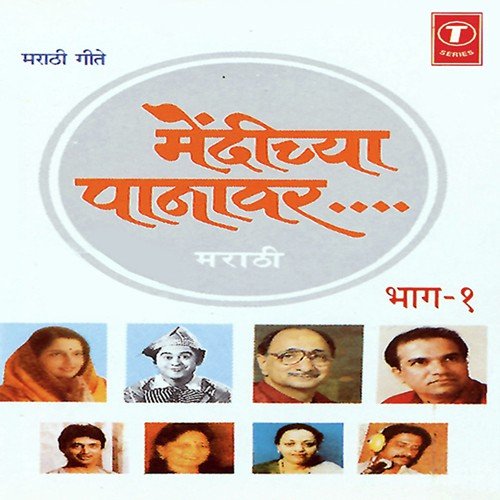 मराठी गीते
T
SERIES
मेंदीच्या
पानावर....
मराठी
भाग-१